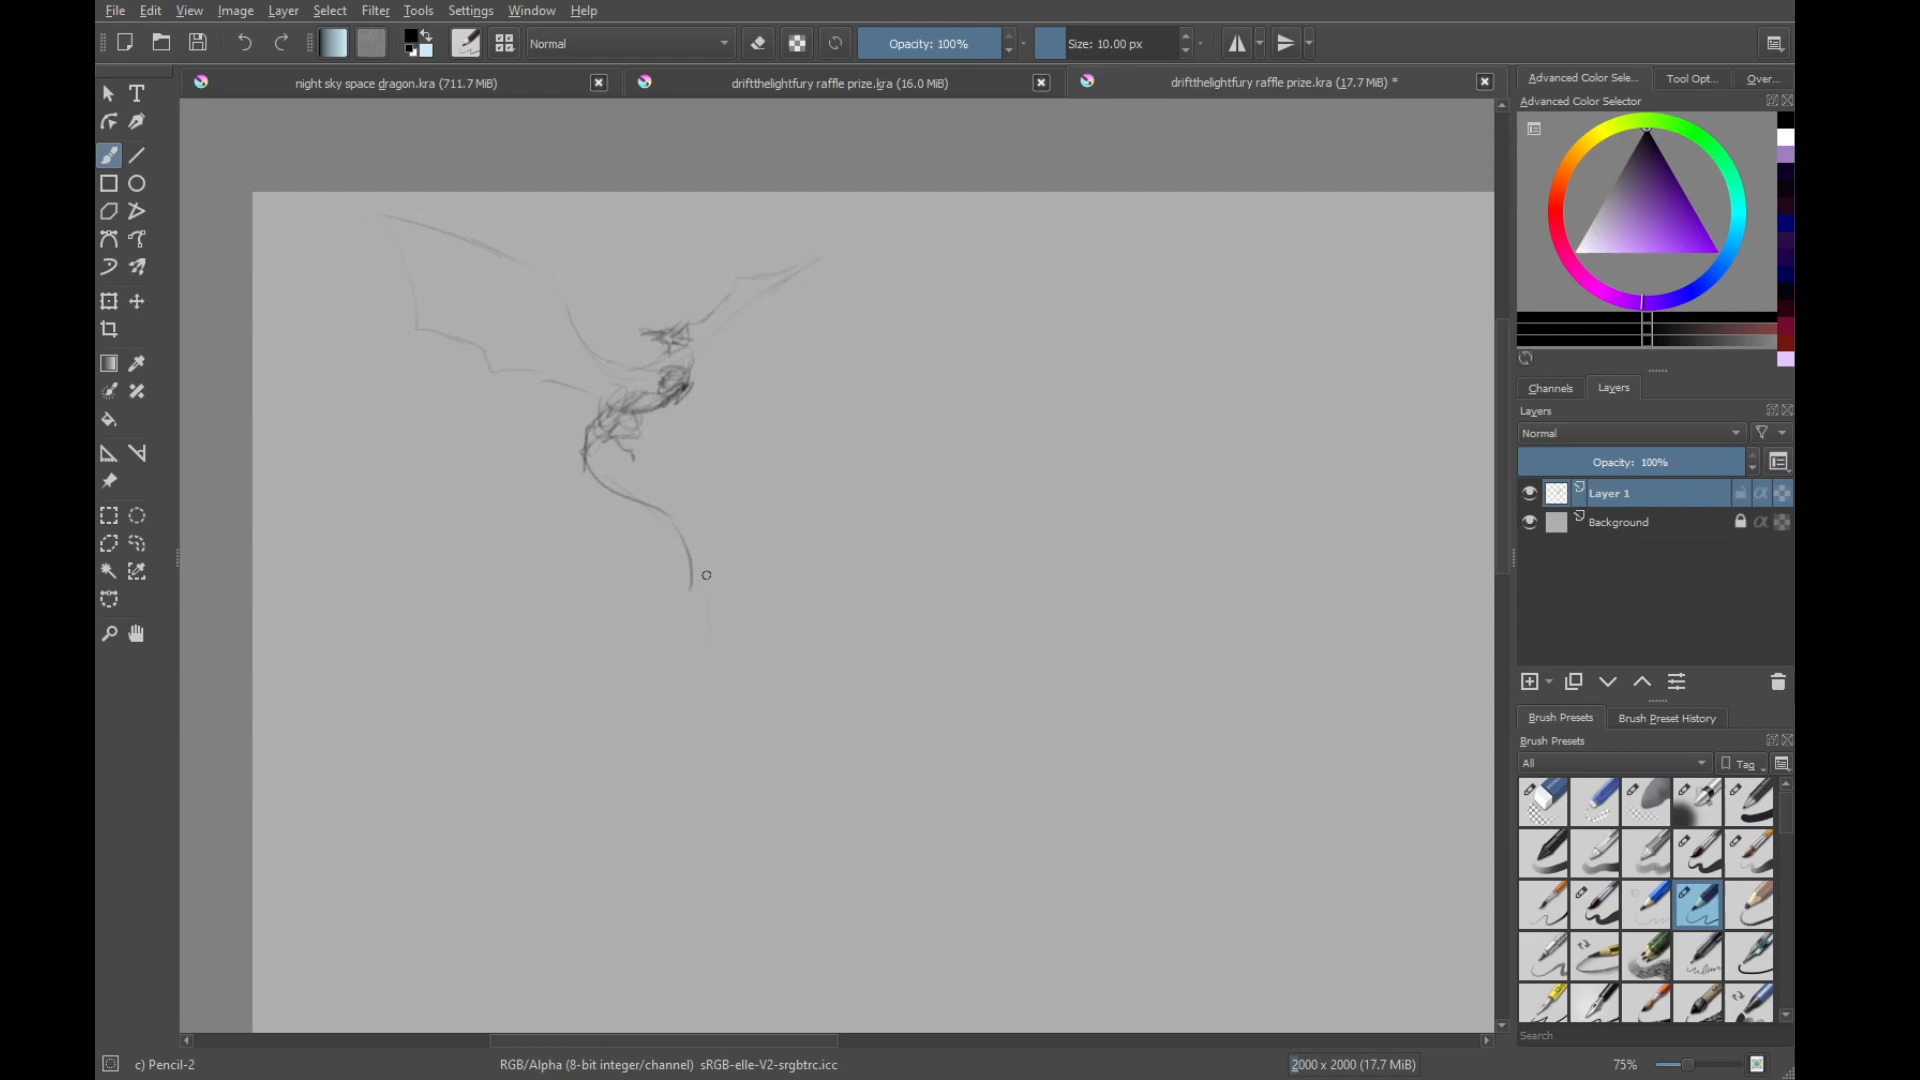 File Edit View Image Layer Select Filter Tools Settings Window Help
Normal Opacity: 100% Size: 10.00 px
night sky space dragon.kra (711.7 MiB) driftthelightfury raffle prize.kra (16.0 MiB) driftthelightfury raffle prize.kra (17.7 MiB) *
Advanced Color Sele... Tool Opt... Over...
Advanced Color Selector
Channels Layers
Layers
Normal
Opacity: 100%
Layer 1
Background
Brush Presets Brush Preset History
Brush Presets
All Tag
Search
c) Pencil-2 RGB/Alpha (8-bit integer/channel) sRGB-elle-V2-srgbtrc.icc 2000 x 2000 (17.7 MiB) 75%